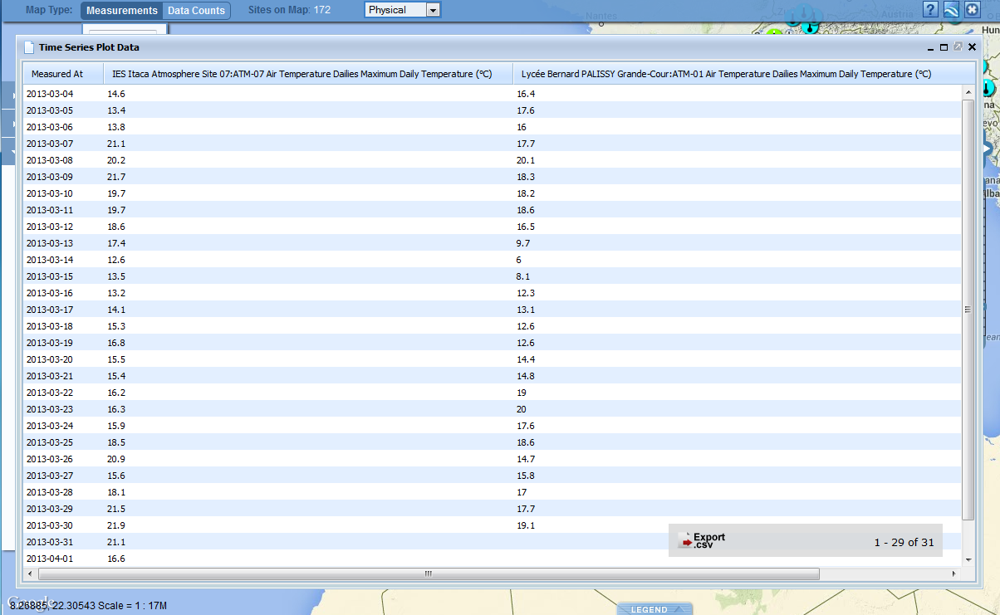 Map Type: Measurements Data Counts Sites on Map: 172 Physical ?
Nantes
Austria
Hun
Time Series Plot Data
Measured At IES Itaca Atmosphere Site 07:ATM-07 Air Temperature Dailies Maximum Daily Temperature (°C) Lycée Bernard PALISSY Grande-Cour:ATM-01 Air Temperature Dailies Maximum Daily Temperature (°C)
2013-03-04 14.6 16.4
2013-03-05 13.4 17.6
2013-03-06 13.8 16
2013-03-07 21.1 17.7
2013-03-08 20.2 20.1
2013-03-09 21.7 18.3
2013-03-10 19.7 18.2
2013-03-11 19.7 18.6
2013-03-12 18.6 16.5
2013-03-13 17.4 9.7
2013-03-14 12.6 6
2013-03-15 13.5 8.1
2013-03-16 13.2 12.3
2013-03-17 14.1 13.1
2013-03-18 15.3 12.6
2013-03-19 16.8 12.6
2013-03-20 15.5 14.4
2013-03-21 15.4 14.8
2013-03-22 16.2 19
2013-03-23 16.3 20
2013-03-24 15.9 17.6
2013-03-25 18.5 18.6
2013-03-26 20.9 14.7
2013-03-27 15.6 15.8
2013-03-28 18.1 17
2013-03-29 21.5 17.7
2013-03-30 21.9 19.1
2013-03-31 21.1
2013-04-01 16.6
Export
.csv
1 - 29 of 31
Google
8.26885, 22.30543 Scale = 1 : 17M
LEGEND